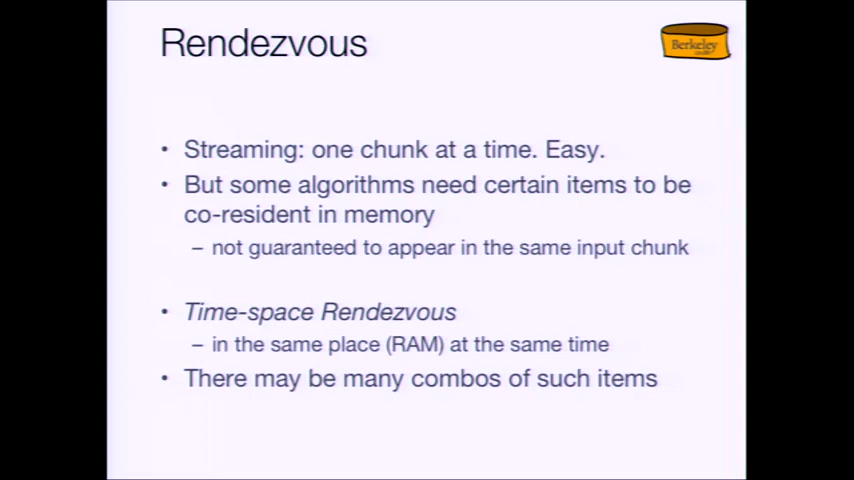 Rendezvous
Berkeley
• Streaming: one chunk at a time. Easy.
• But some algorithms need certain items to be
co-resident in memory
– not guaranteed to appear in the same input chunk
• Time-space Rendezvous
– in the same place (RAM) at the same time
• There may be many combos of such items